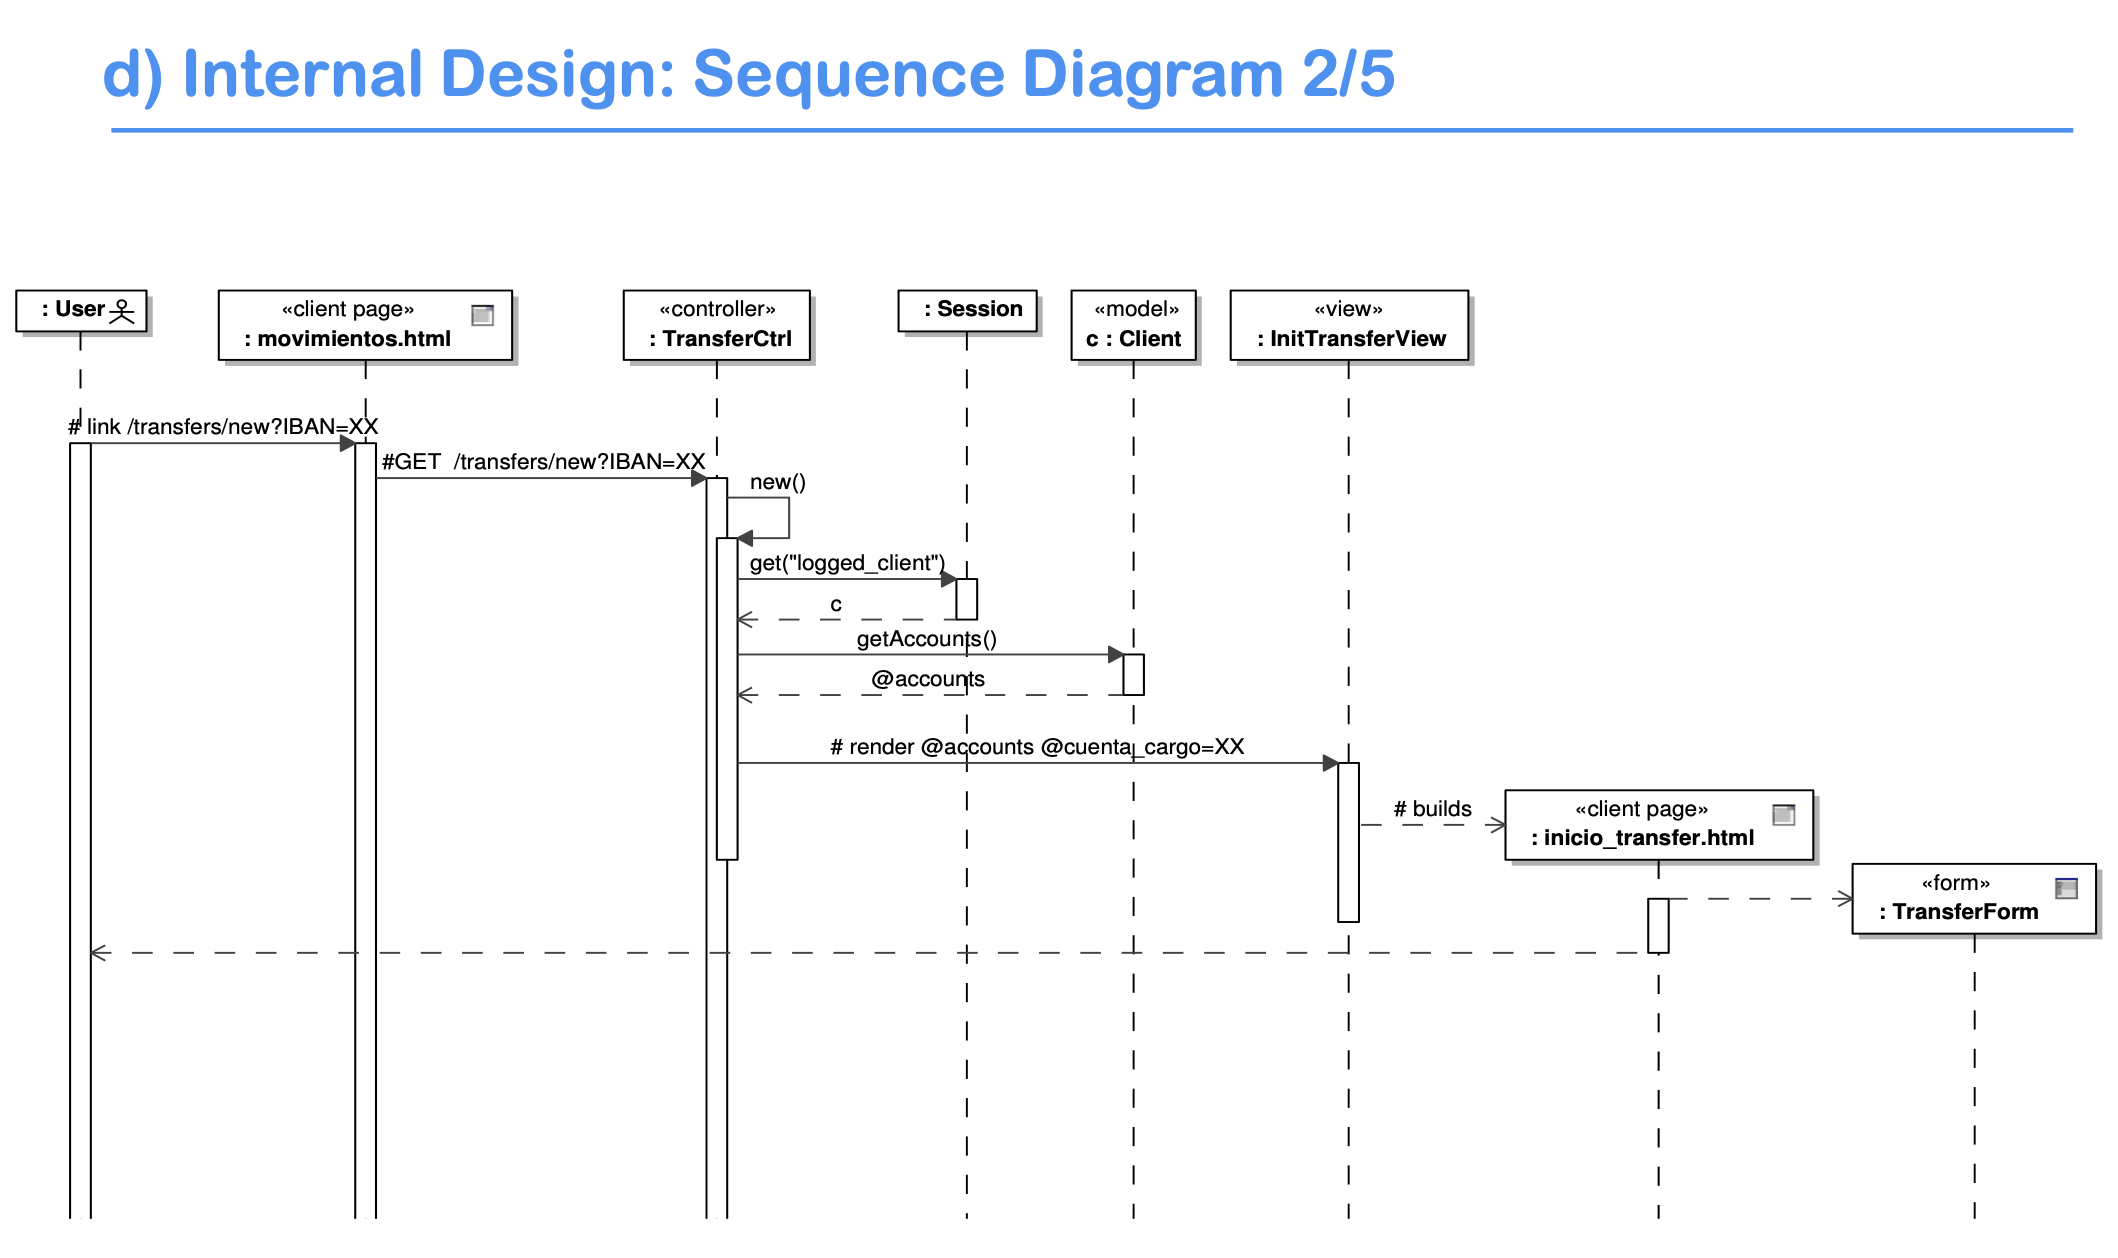 d) Internal Design: Sequence Diagram 2/5
: User
«client page»
: movimientos.html
«controller»
: TransferCtrl
: Session
«model»
c : Client
«view»
: InitTransferView
# link /transfers/new?IBAN=XX
#GET  /transfers/new?IBAN=XX
new()
get("logged_client")
c
getAccounts()
@accounts
# render @accounts @cuenta_cargo=XX
# builds
«client page»
: inicio_transfer.html
«form»
: TransferForm